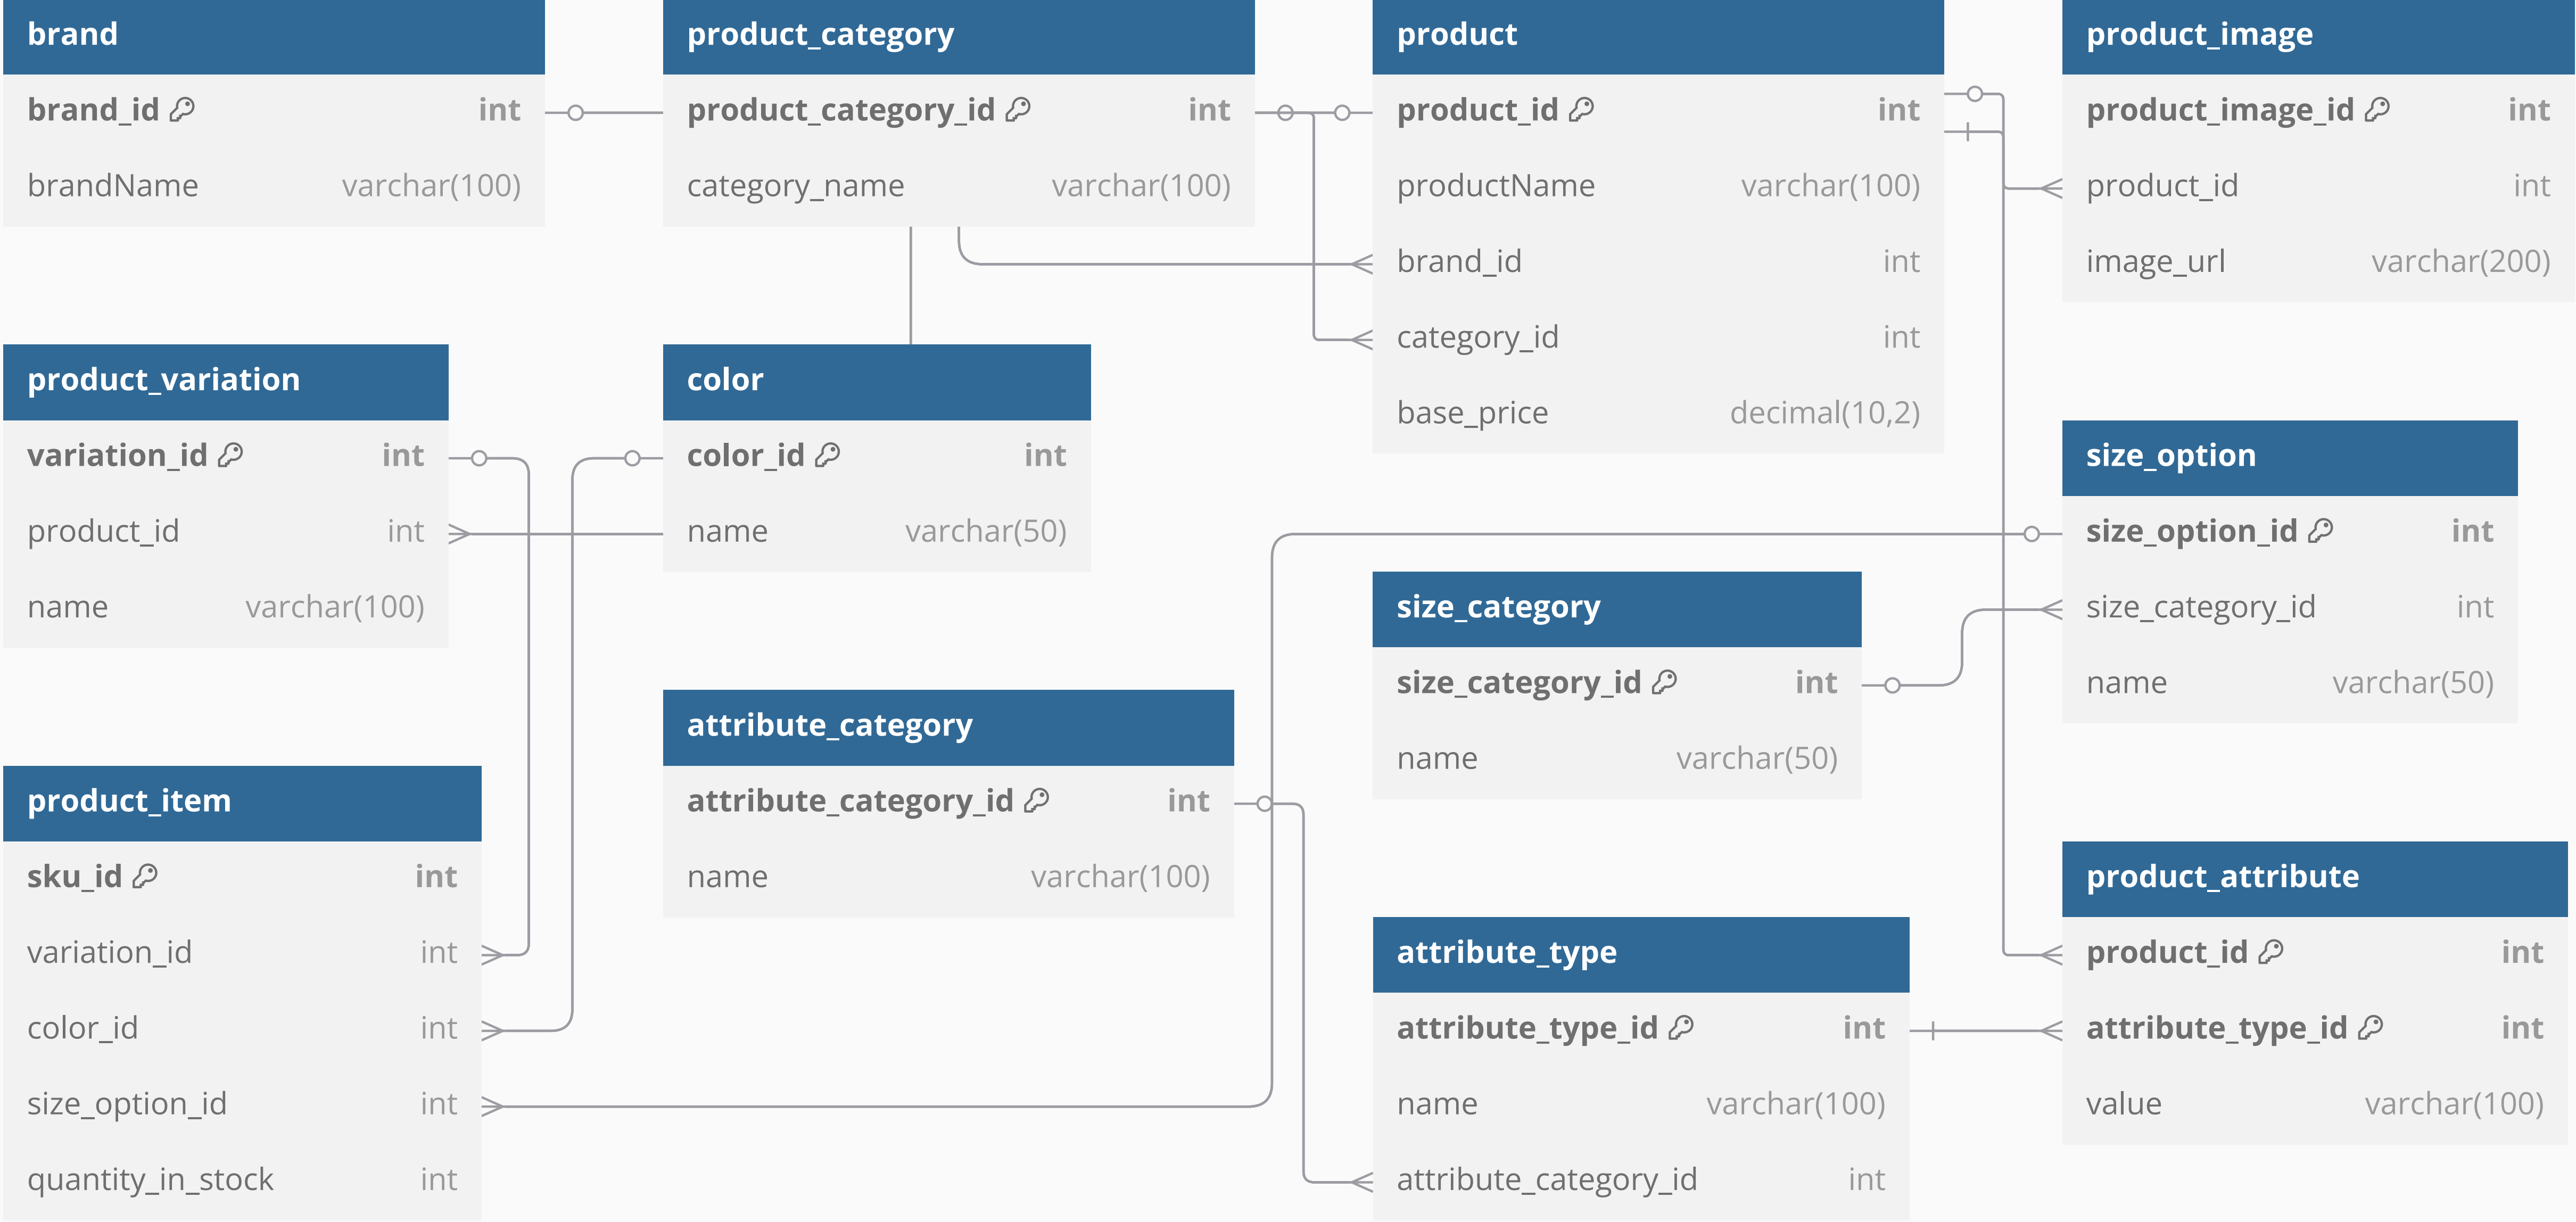 brand
brand_id int
brandName varchar(100)
product_category
product_category_id int
category_name varchar(100)
product
product_id int
productName varchar(100)
brand_id int
category_id int
base_price decimal(10,2)
product_image
product_image_id int
product_id int
image_url varchar(200)
product_variation
variation_id int
product_id int
name varchar(100)
color
color_id int
name varchar(50)
size_option
size_option_id int
size_category_id int
name varchar(50)
size_category
size_category_id int
name varchar(50)
attribute_category
attribute_category_id int
name varchar(100)
product_item
sku_id int
variation_id int
color_id int
size_option_id int
quantity_in_stock int
attribute_type
attribute_type_id int
name varchar(100)
attribute_category_id int
product_attribute
product_id int
attribute_type_id int
value varchar(100)